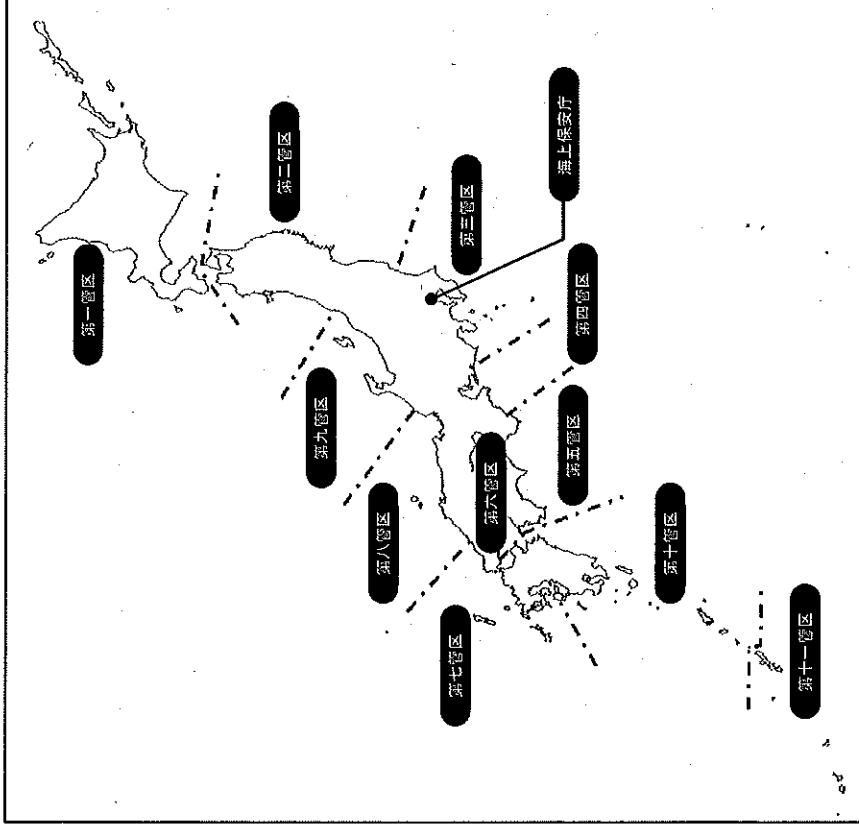 第一管区
第二管区
第三管区
海上保安庁
第四管区
第九管区
第五管区
第六管区
第八管区
第十管区
第七管区
第十一管区